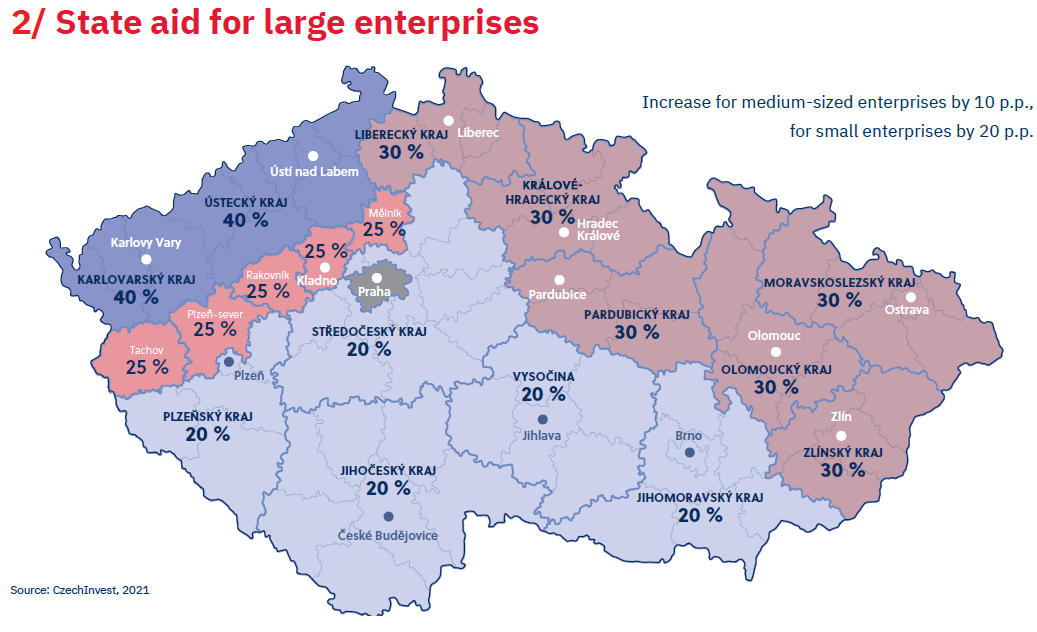 2/ State aid for large enterprises
Increase for medium-sized enterprises by 10 p.p.,
for small enterprises by 20 p.p.
LIBERECKÝ KRAJ
30 %
Liberec
Ústí nad Labem
ÚSTECKÝ KRAJ
40 %
Karlovy Vary
KARLOVARSKÝ KRAJ
40 %
Mělník
25 %
25 %
Kladno
Rakovník
25 %
Plzeň-sever
25 %
Tachov
25 %
Praha
KRÁLOVÉ-
HRADECKÝ KRAJ
30 %
Hradec
Králové
Pardubice
PARDUBICKÝ KRAJ
30 %
MORAVSKOSLEZSKÝ KRAJ
30 %
Ostrava
Olomouc
OLOMOUCKÝ KRAJ
30 %
STŘEDOČESKÝ KRAJ
20 %
Plzeň
PLZEŇSKÝ KRAJ
20 %
VYSOČINA
20 %
Jihlava
Brno
Zlín
ZLÍNSKÝ KRAJ
30 %
JIHOČESKÝ KRAJ
20 %
České Budějovice
JIHOMORAVSKÝ KRAJ
20 %
Source: CzechInvest, 2021